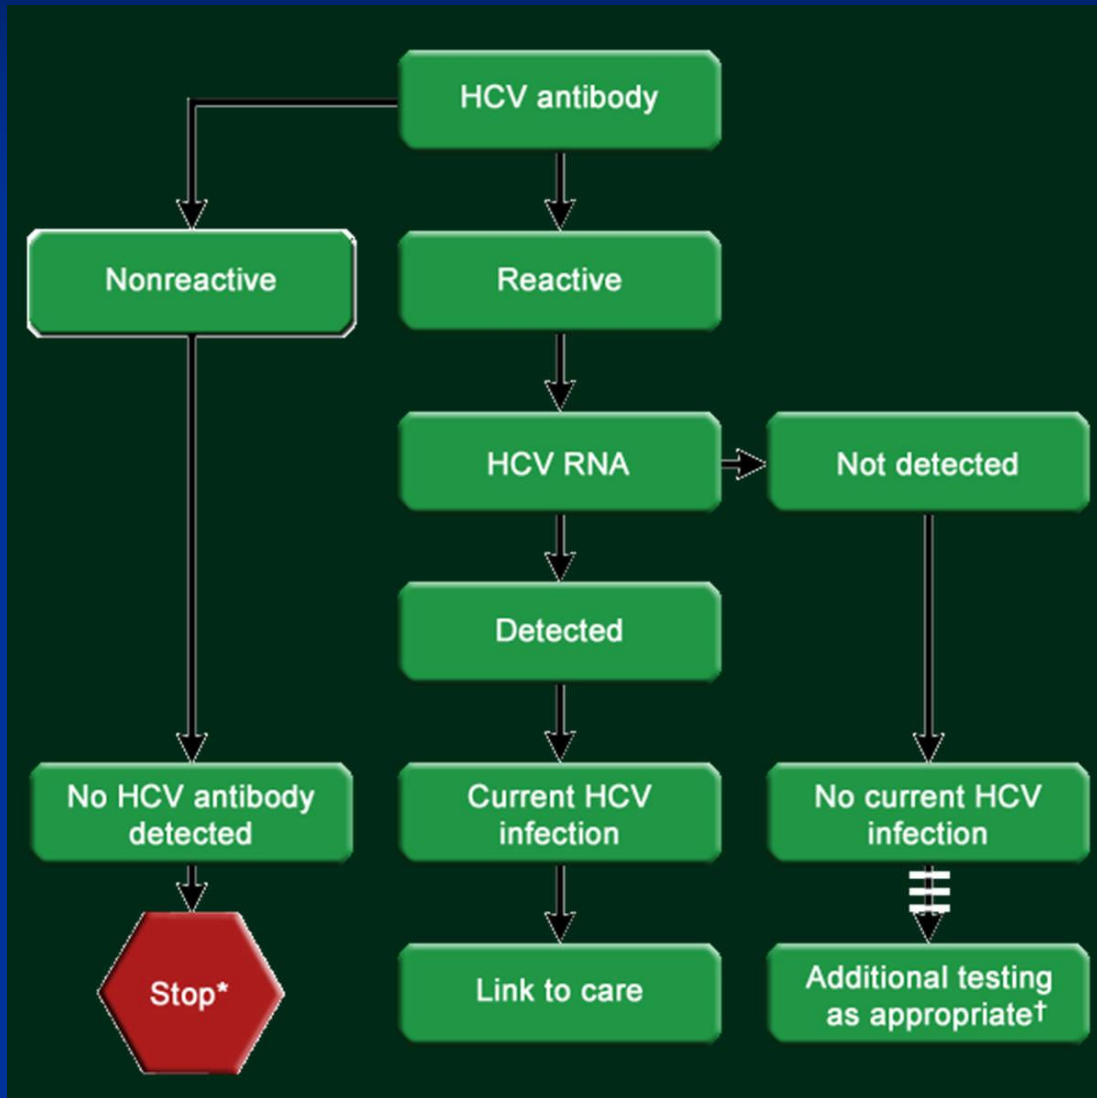 HCV antibody
Nonreactive
Reactive
HCV RNA
Not detected
Detected
No HCV antibody
detected
Current HCV
infection
No current HCV
infection
Stop*
Link to care
Additional testing
as appropriate†